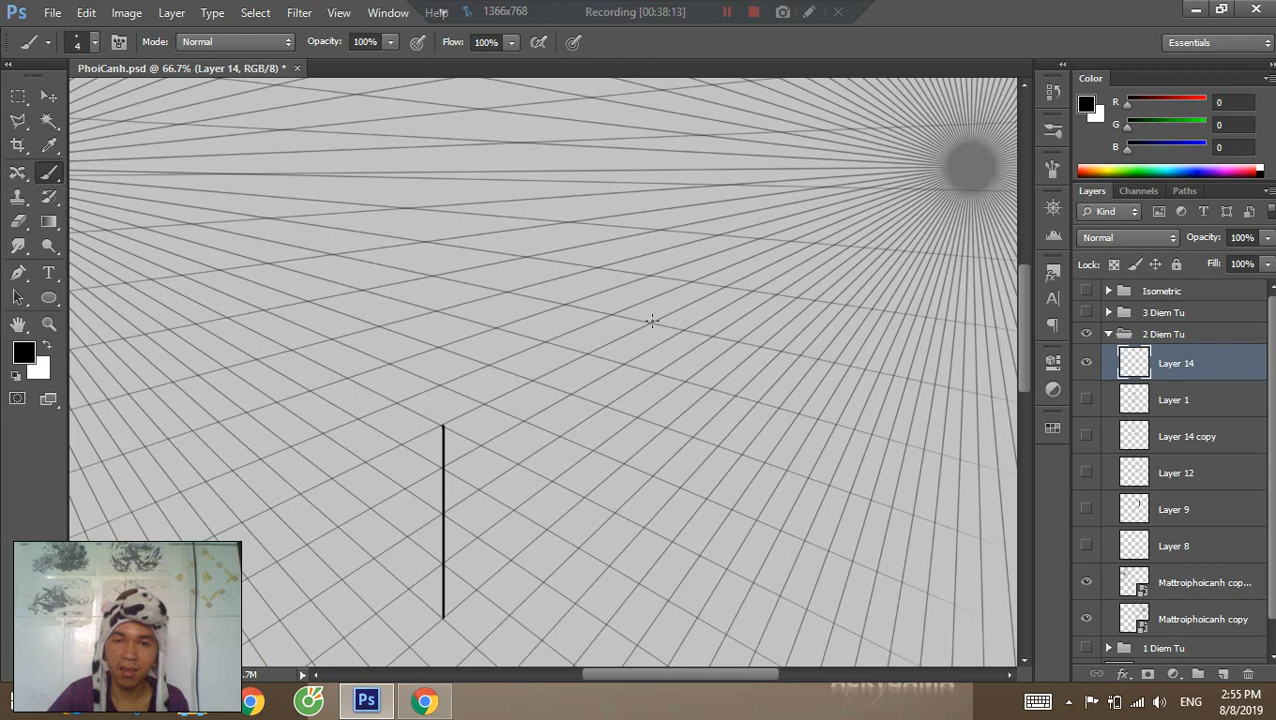 Ps File Edit Image Layer Type Select Filter View Window Help 1366x768 Recording [00:38:13]
4 Mode: Normal Opacity: 100% Flow: 100% Essentials
PhoiCanh.psd @ 66.7% (Layer 14, RGB/8) * ×
Color
R 0
G 0
B 0
Layers Channels Paths
Kind
Normal Opacity: 100%
Lock: Fill: 100%
Isometric
3 Diem Tu
2 Diem Tu
Layer 14
Layer 1
Layer 14 copy
Layer 12
Layer 9
Layer 8
Mattroiphoicanh cop...
Mattroiphoicanh copy
1 Diem Tu
.7M
Ps ENG 2:55 PM
8/8/2019